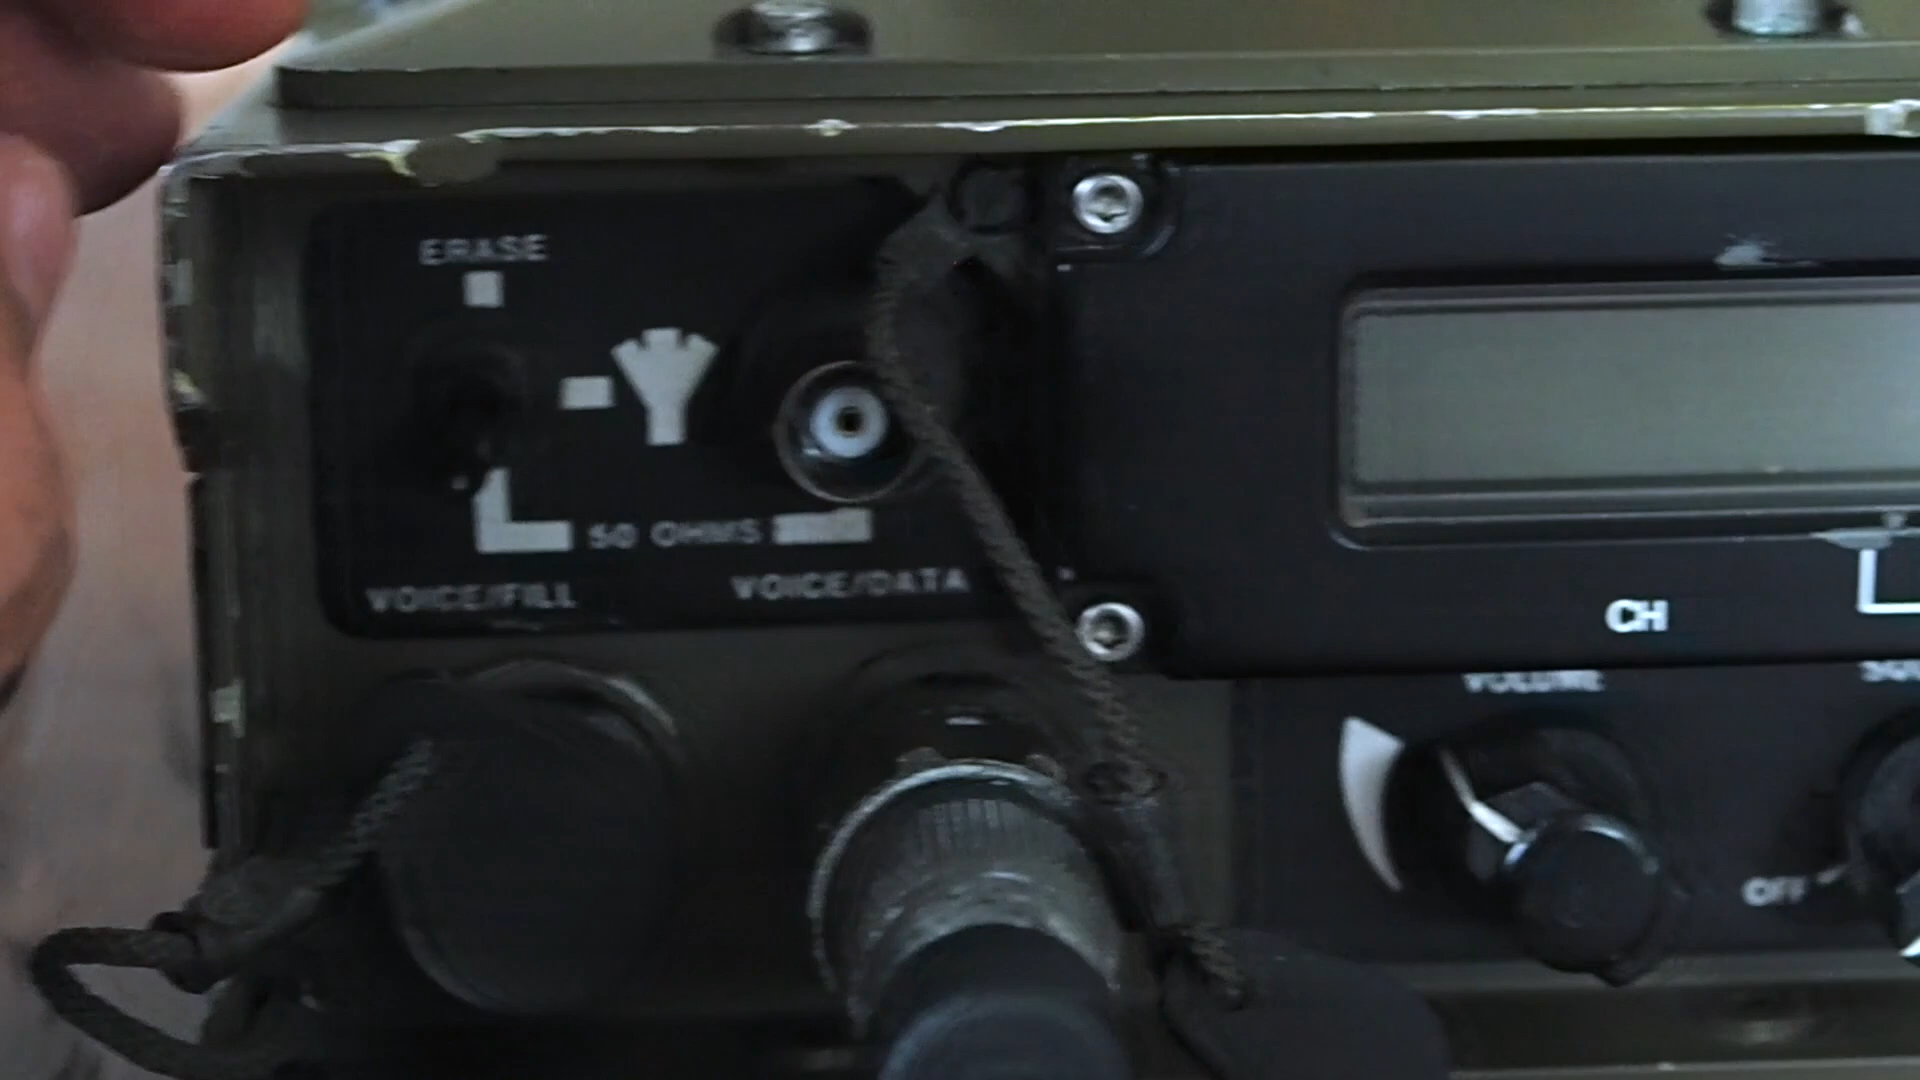 ERASE
50 OHMS
VOICE/FILL
VOICE/DATA
CH
VOLUME
OFF